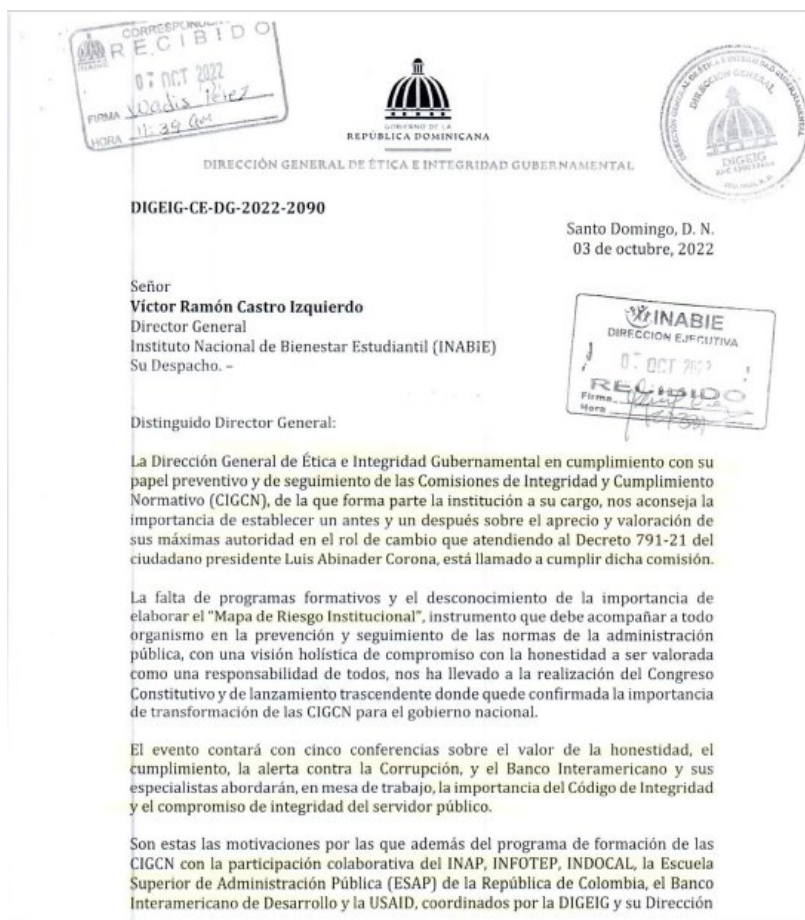 CORRESPONDENCIA
RECIBIDO
07 OCT 2022
FIRMA
HORA 11:39 am
GOBIERNO DE LA
REPÚBLICA DOMINICANA
DIRECCIÓN GENERAL DE ÉTICA E INTEGRIDAD GUBERNAMENTAL
DIRECCIÓN GENERAL DE ÉTICA E INTEGRIDAD GUBERNAMENTAL
DIRECCIÓN GENERAL
DIGEIG
DIGEIG-CE-DG-2022-2090
Santo Domingo, D. N.
03 de octubre, 2022
Señor
Víctor Ramón Castro Izquierdo
Director General
Instituto Nacional de Bienestar Estudiantil (INABIE)
Su Despacho. –
INABIE
DIRECCION EJECUTIVA
OCT 2022
RECIBIDO
Firma
Hora
Distinguido Director General:
La Dirección General de Ética e Integridad Gubernamental en cumplimiento con su
papel preventivo y de seguimiento de las Comisiones de Integridad y Cumplimiento
Normativo (CIGCN), de la que forma parte la institución a su cargo, nos aconseja la
importancia de establecer un antes y un después sobre el aprecio y valoración de
sus máximas autoridad en el rol de cambio que atendiendo al Decreto 791-21 del
ciudadano presidente Luis Abinader Corona, está llamado a cumplir dicha comisión.
La falta de programas formativos y el desconocimiento de la importancia de
elaborar el "Mapa de Riesgo Institucional", instrumento que debe acompañar a todo
organismo en la prevención y seguimiento de las normas de la administración
pública, con una visión holística de compromiso con la honestidad a ser valorada
como una responsabilidad de todos, nos ha llevado a la realización del Congreso
Constitutivo y de lanzamiento trascendente donde quede confirmada la importancia
de transformación de las CIGCN para el gobierno nacional.
El evento contará con cinco conferencias sobre el valor de la honestidad, el
cumplimiento, la alerta contra la Corrupción, y el Banco Interamericano y sus
especialistas abordarán, en mesa de trabajo, la importancia del Código de Integridad
y el compromiso de integridad del servidor público.
Son estas las motivaciones por las que además del programa de formación de las
CIGCN con la participación colaborativa del INAP, INFOTEP, INDOCAL, la Escuela
Superior de Administración Pública (ESAP) de la República de Colombia, el Banco
Interamericano de Desarrollo y la USAID, coordinados por la DIGEIG y su Dirección